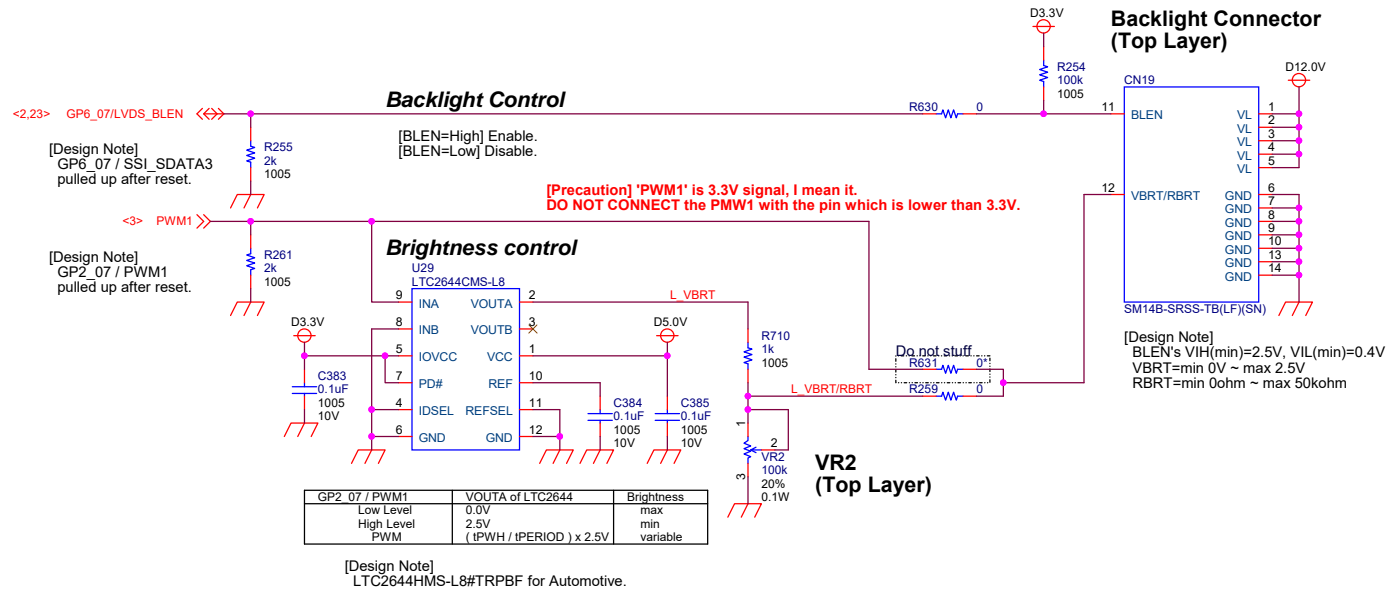 D3.3V
Backlight Connector
(Top Layer)
R254
100k
1005
CN19
D12.0V
<2,23> GP6_07/LVDS_BLEN
Backlight Control
R630 0
11 BLEN
VL 1
VL 2
VL 3
VL 4
VL 5
[BLEN=High] Enable.
[BLEN=Low] Disable.
[Design Note]
GP6_07 / SSI_SDATA3
pulled up after reset.
R255
2k
1005
[Precaution] 'PWM1' is 3.3V signal, I mean it.
DO NOT CONNECT the PMW1 with the pin which is lower than 3.3V.
12 VBRT/RBRT
GND 6
GND 7
GND 8
GND 9
GND 10
GND 13
GND 14
SM14B-SRSS-TB(LF)(SN)
<3> PWM1
[Design Note]
GP2_07 / PWM1
pulled up after reset.
R261
2k
1005
Brightness control
U29
LTC2644CMS-L8
9 INA VOUTA 2
8 INB VOUTB 3
5 IOVCC VCC 1
7 PD# REF 10
4 IDSEL REFSEL 11
6 GND GND 12
L_VBRT
D3.3V
D5.0V
C383
0.1uF
1005
10V
C384
0.1uF
1005
10V
C385
0.1uF
1005
10V
R710
1k
1005
Do not stuff
R631 0*
L_VBRT/RBRT
R259 0
1
2
3
VR2
100k
20%
0.1W
VR2
(Top Layer)
[Design Note]
BLEN's VIH(min)=2.5V, VIL(min)=0.4V
VBRT=min 0V ~ max 2.5V
RBRT=min 0ohm ~ max 50kohm
GP2_07 / PWM1 VOUTA of LTC2644 Brightness
Low Level 0.0V max
High Level 2.5V min
PWM ( tPWH / tPERIOD ) x 2.5V variable
[Design Note]
LTC2644HMS-L8#TRPBF for Automotive.